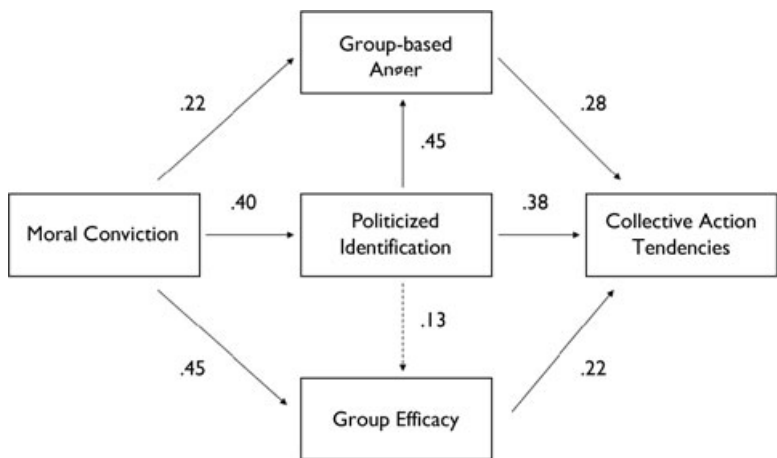 Group-based
Anger
.22
.28
.45
Moral Conviction
.40
Politicized
Identification
.38
Collective Action
Tendencies
.13
.45
.22
Group Efficacy